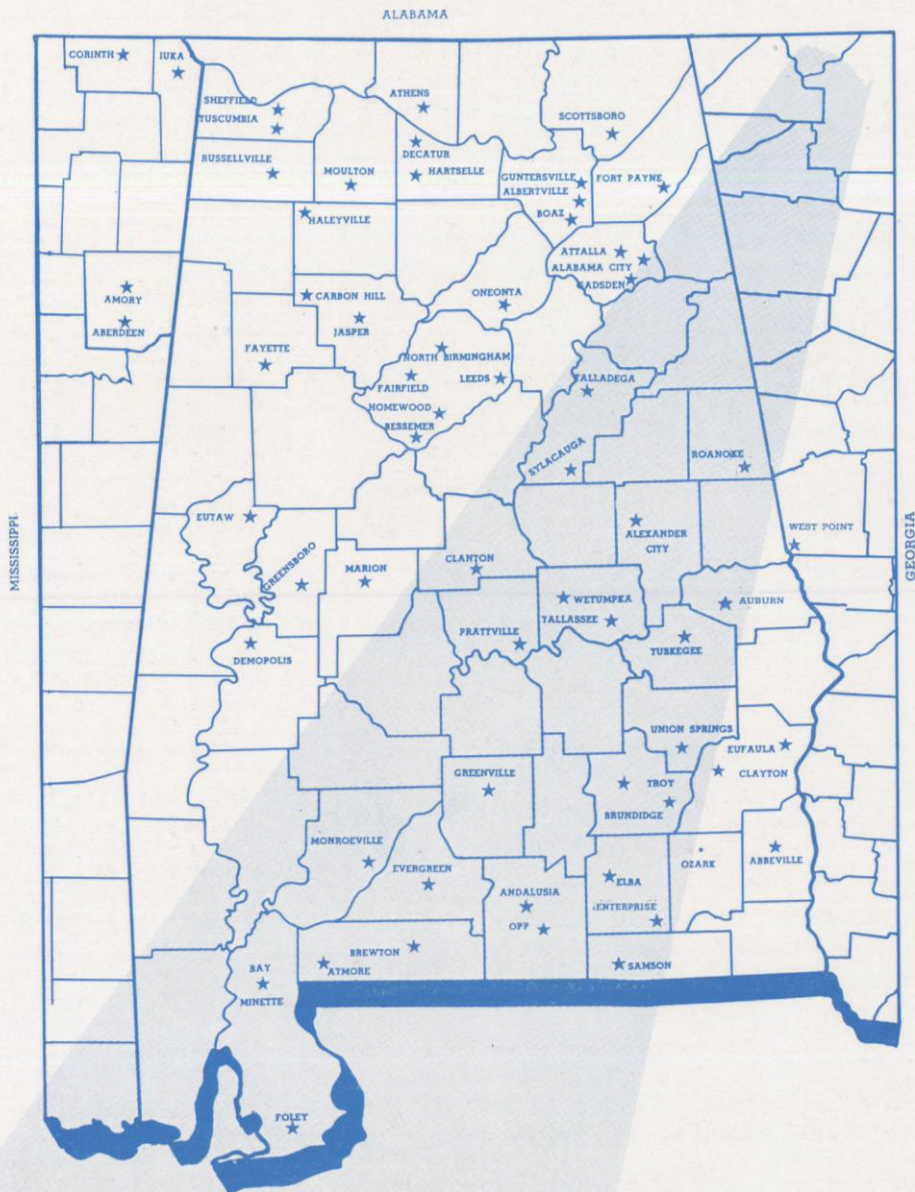 ALABAMA
CORINTH
IUKA
SHEFFIELD
TUSCUMBIA
ATHENS
SCOTTSBORO
RUSSELLVILLE
MOULTON
DECATUR
HARTSELLE
GUNTERSVILLE
ALBERTVILLE
FORT PAYNE
BOAZ
HALEYVILLE
ATTALLA
ALABAMA CITY
GADSDEN
AMORY
ABERDEEN
CARBON HILL
ONEONTA
JASPER
FAYETTE
NORTH BIRMINGHAM
FAIRFIELD
LEEDS
HOMEWOOD
BESSEMER
TALLADEGA
SYLACAUGA
ROANOKE
EUTAW
GREENSBORO
MARION
CLANTON
ALEXANDER
CITY
WEST POINT
MISSISSIPPI
GEORGIA
WETUMPKA
TALLASSEE
AUBURN
PRATTVILLE
TUSKEGEE
DEMOPOLIS
UNION SPRINGS
EUFAULA
CLAYTON
GREENVILLE
TROY
BRUNDIDGE
MONROEVILLE
EVERGREEN
OZARK
ABBEVILLE
ELBA
ANDALUSIA
ENTERPRISE
OPP
BREWTON
ATMORE
SAMSON
BAY
MINETTE
FOLEY